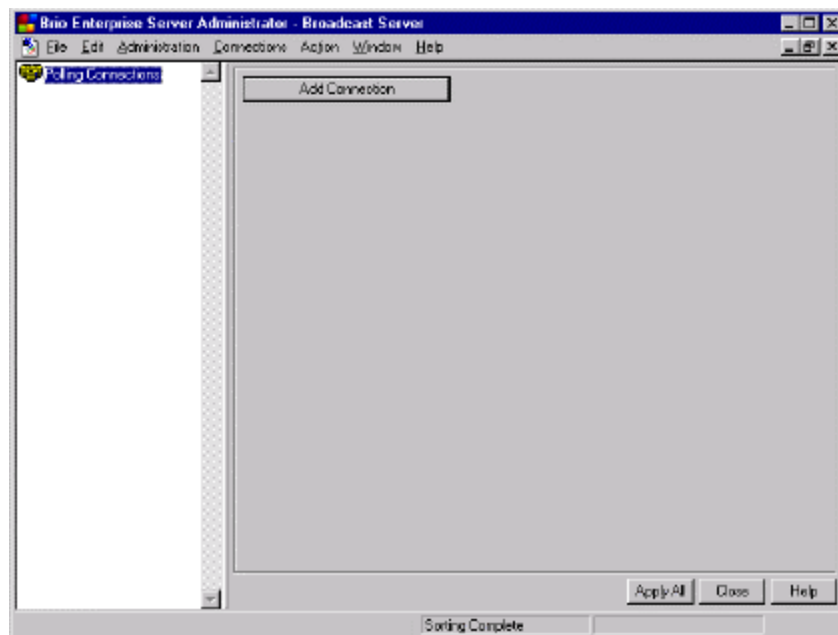 Brio Enterprise Server Administrator - Broadcast Server
File Edit Administration Connections Action Window Help
Polling Connections
Add Connection
Apply All Close Help
Sorting Complete